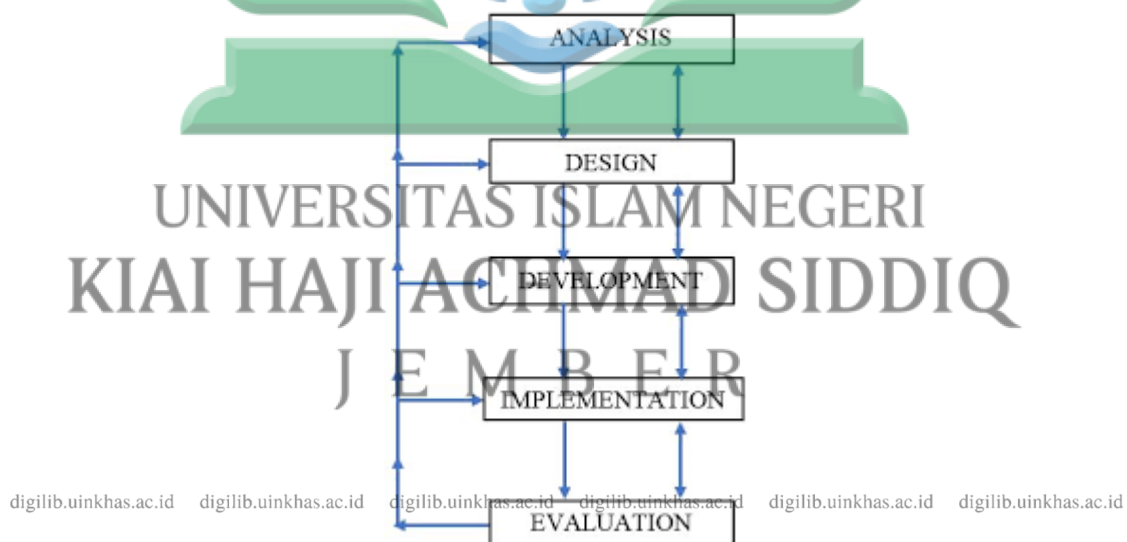 ANALYSIS
DESIGN
UNIVERSITAS ISLAM NEGERI
DEVELOPMENT
KIAI HAJI ACHMAD SIDDIQ
J E M B E R
IMPLEMENTATION
digilib.uinkhas.ac.id digilib.uinkhas.ac.id digilib.uinkhas.ac.id digilib.uinkhas.ac.id digilib.uinkhas.ac.id digilib.uinkhas.ac.id
EVALUATION